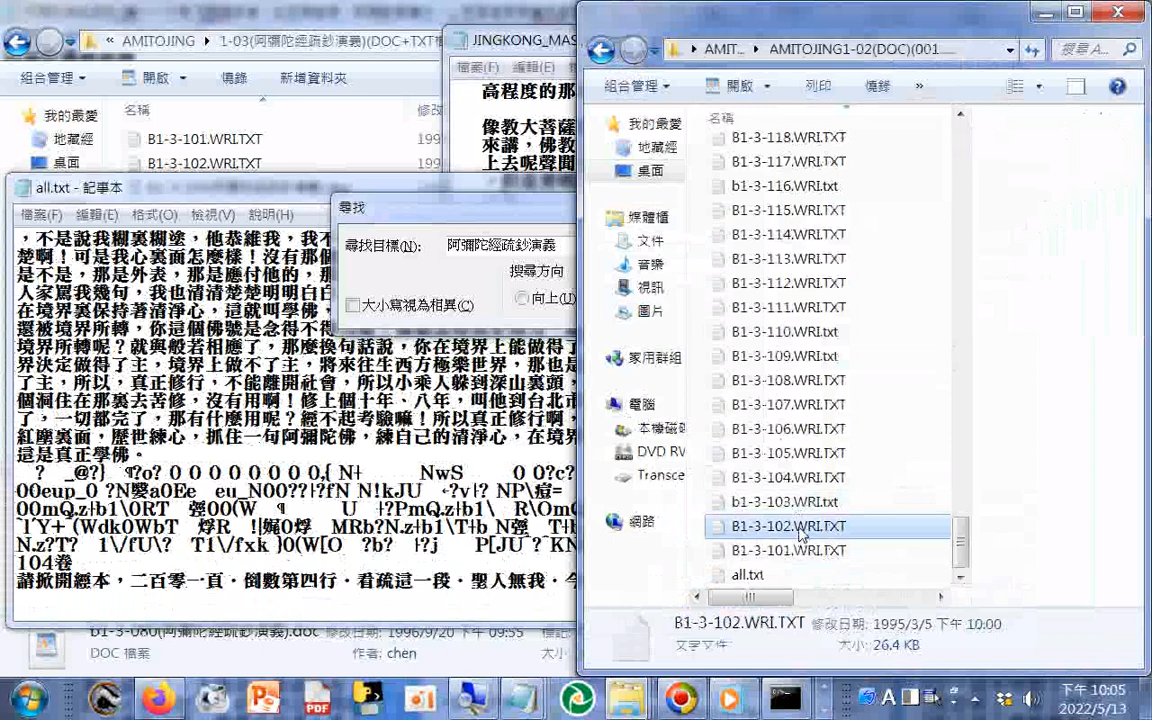 AMITOJING
1-03(阿彌陀經疏鈔演義)(DOC+TXT檔
組合管理
開啟
燒錄
新增資料夾
名稱
修改
我的最愛
地藏經
桌面
B1-3-101.WRI.TXT
199
B1-3-102.WRI.TXT
199
JINGKONG_MAS
檔案(F)
編輯(E)
高程度的那
像教大菩薩
來講，佛教
上去呢聲聞
all.txt - 記事本
檔案(F)
編輯(E)
格式(O)
檢視(V)
說明(H)
，不是說我糊裏糊塗，他恭維我，我不
楚啊！可是我心裏面怎麼樣！沒有那個
是不是，那是外表，那是應付他的，那
人家罵我幾句，我也清清楚楚明明白白
在境界裏保持著清淨心，這就叫學佛，
還被境界所轉，你這個佛號是念得不得
境界所轉呢？就與般若相應了，那麼換句話說，你在境界上能做得了
界決定做得了主，境界上做不了主，將來往生西方極樂世界，那也是
了主，所以，真正修行，不能離開社會，所以小乘人躲到深山裏頭，
個洞住在那裏去苦修，沒有用啊！修上個十年、八年，叫他到台北市
了，一切都完了，那有什麼用呢？經不起考驗嘛！所以真正修行啊，
紅塵裏面，歷世練心，抓住一句阿彌陀佛，練自己的清淨心，在境界
這是真正學佛。
104卷
請掀開經本，二百零一頁．倒數第四行．看疏這一段．聖人無我．今
尋找
尋找目標(N):
阿彌陀經疏鈔演義
搜尋方向
大小寫視為相異(C)
向上(U)
b1-3-080(阿彌陀經疏鈔演義).doc
修改日期: 1996/9/20 下午 09:55
DOC 檔案
作者: chen
大小
AMIT...
AMITOJING1-02(DOC)(001....
搜尋 A...
組合管理
開啟
列印
燒錄
»
名稱
我的最愛
地藏經
桌面
媒體櫃
文件
音樂
視訊
圖片
家用群組
電腦
本機磁碟
DVD RW
Transce
網路
B1-3-118.WRI.TXT
B1-3-117.WRI.TXT
b1-3-116.WRI.txt
B1-3-115.WRI.TXT
B1-3-114.WRI.TXT
B1-3-113.WRI.TXT
B1-3-112.WRI.TXT
B1-3-111.WRI.TXT
B1-3-110.WRI.txt
B1-3-109.WRI.txt
B1-3-108.WRI.TXT
B1-3-107.WRI.TXT
B1-3-106.WRI.TXT
B1-3-105.WRI.TXT
B1-3-104.WRI.TXT
b1-3-103.WRI.txt
B1-3-102.WRI.TXT
B1-3-101.WRI.TXT
all.txt
B1-3-102.WRI.TXT
修改日期: 1995/3/5 下午 10:00
文字文件
大小: 26.4 KB
PDF
A
下午 10:05
2022/5/13